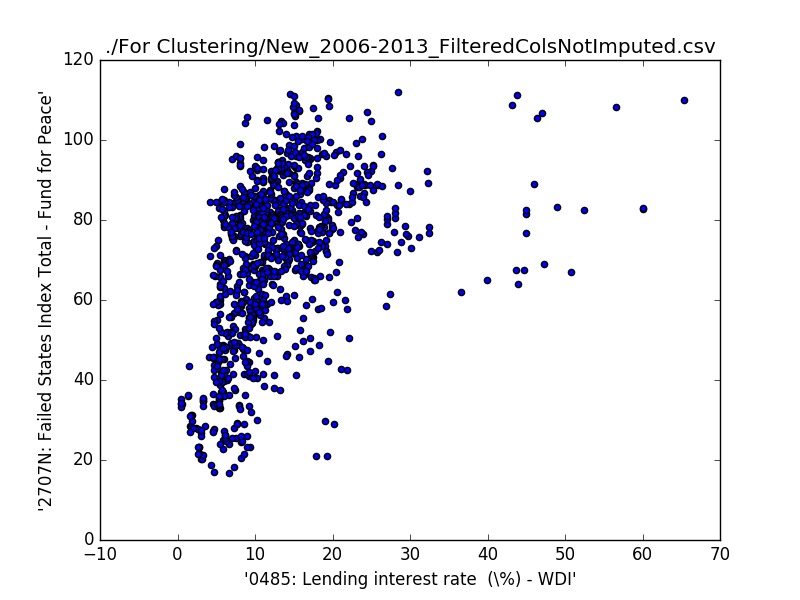 ./For Clustering/New_2006-2013_FilteredColsNotImputed.csv
'2707N: Failed States Index Total - Fund for Peace'
120
100
80
60
40
20
0
−10 0 10 20 30 40 50 60 70
'0485: Lending interest rate (\%) - WDI'